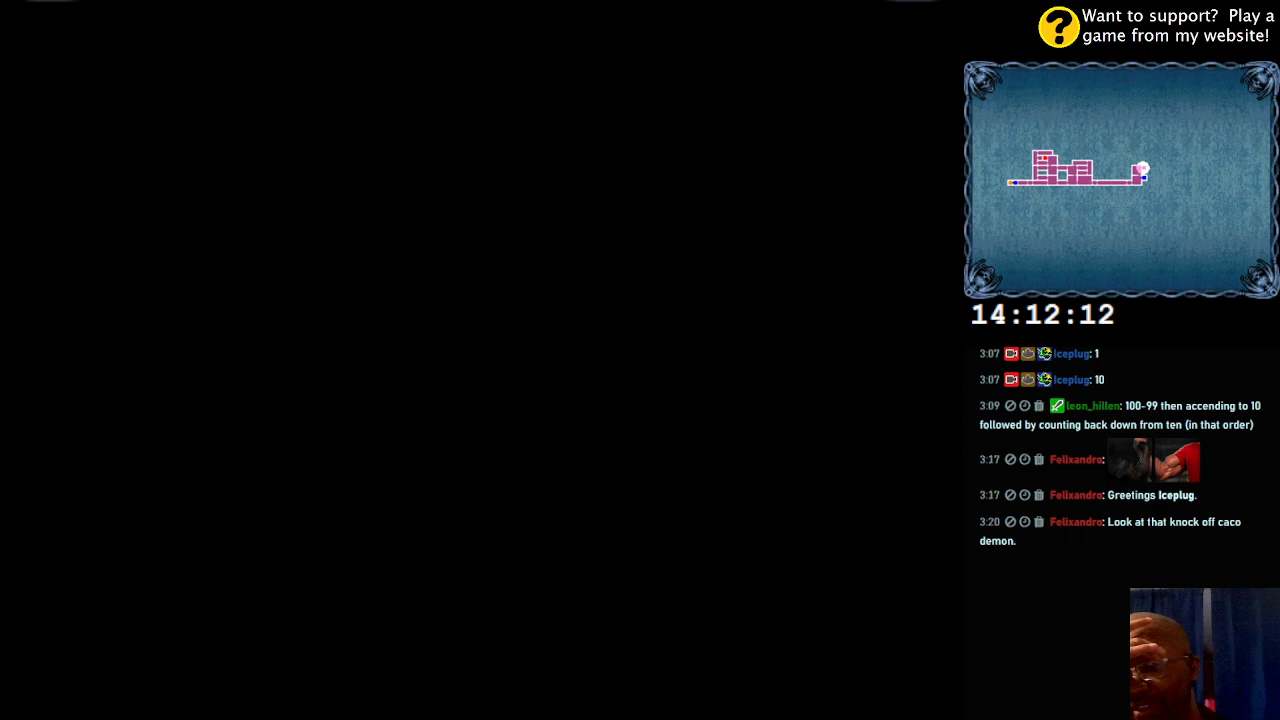 Want to support? Play a
game from my website!
14:12:12
3:07 Iceplug: 1
3:07 Iceplug: 10
3:09 leon_hillen: 100-99 then accending to 10
followed by counting back down from ten (in that order)
3:17 Felixandro:
3:17 Felixandro: Greetings Iceplug.
3:20 Felixandro: Look at that knock off caco
demon.